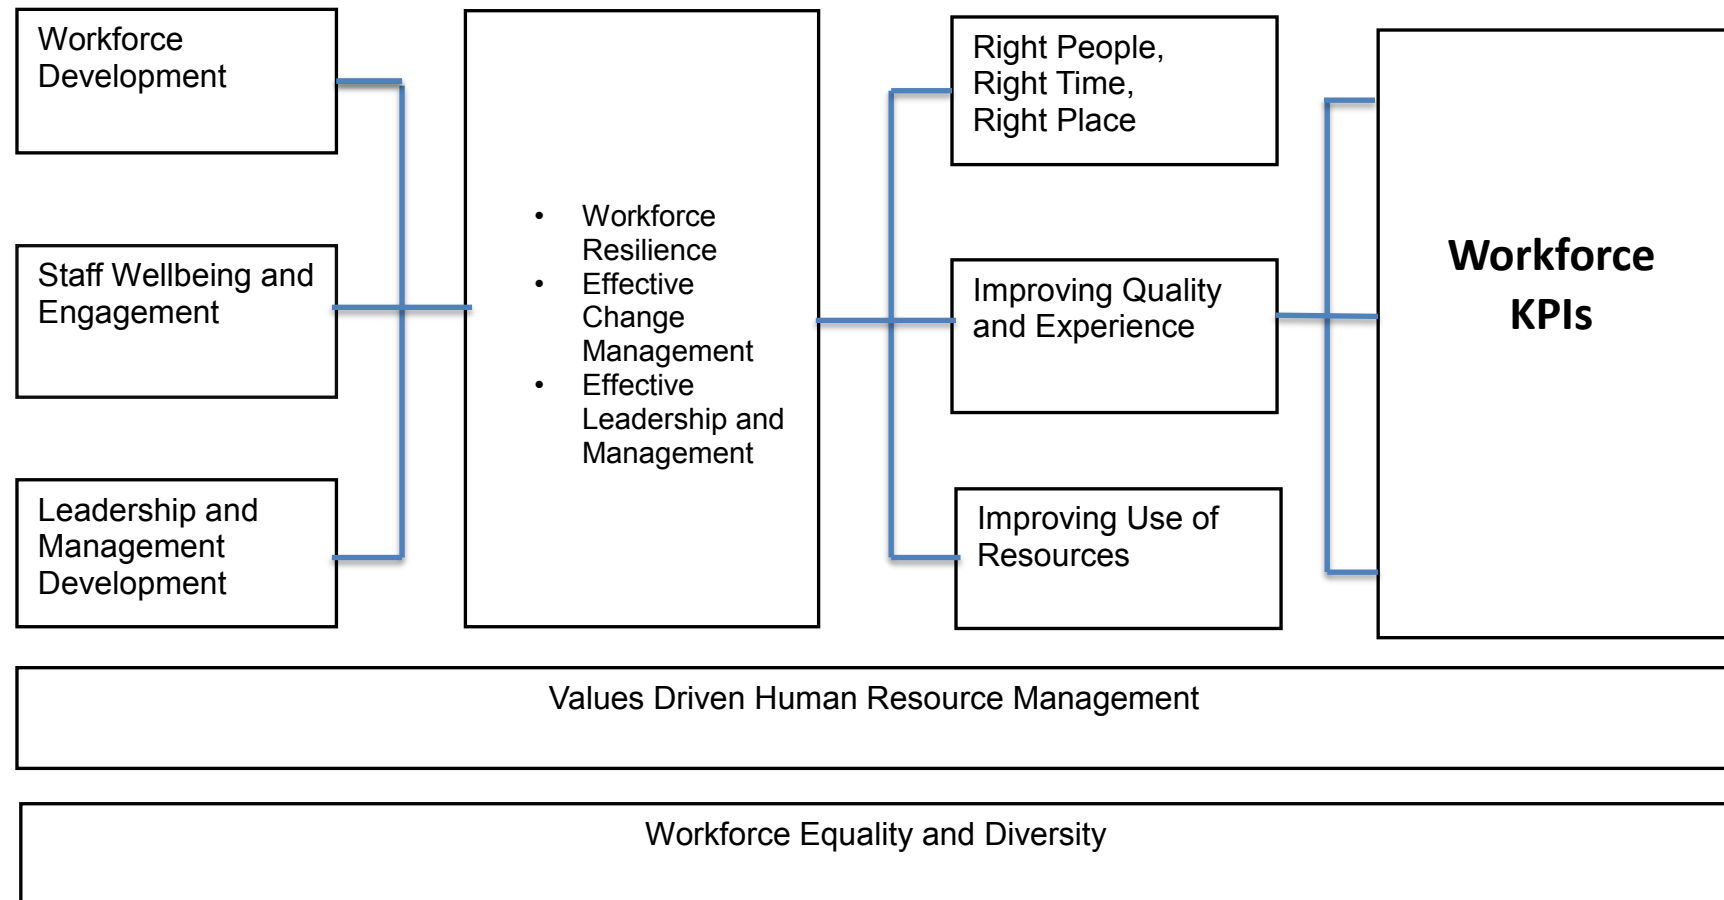 Workforce
Development
Staff Wellbeing and
Engagement
Leadership and
Management
Development
• Workforce
Resilience
• Effective
Change
Management
• Effective
Leadership and
Management
Right People,
Right Time,
Right Place
Improving Quality
and Experience
Improving Use of
Resources
Workforce
KPIs
Values Driven Human Resource Management
Workforce Equality and Diversity